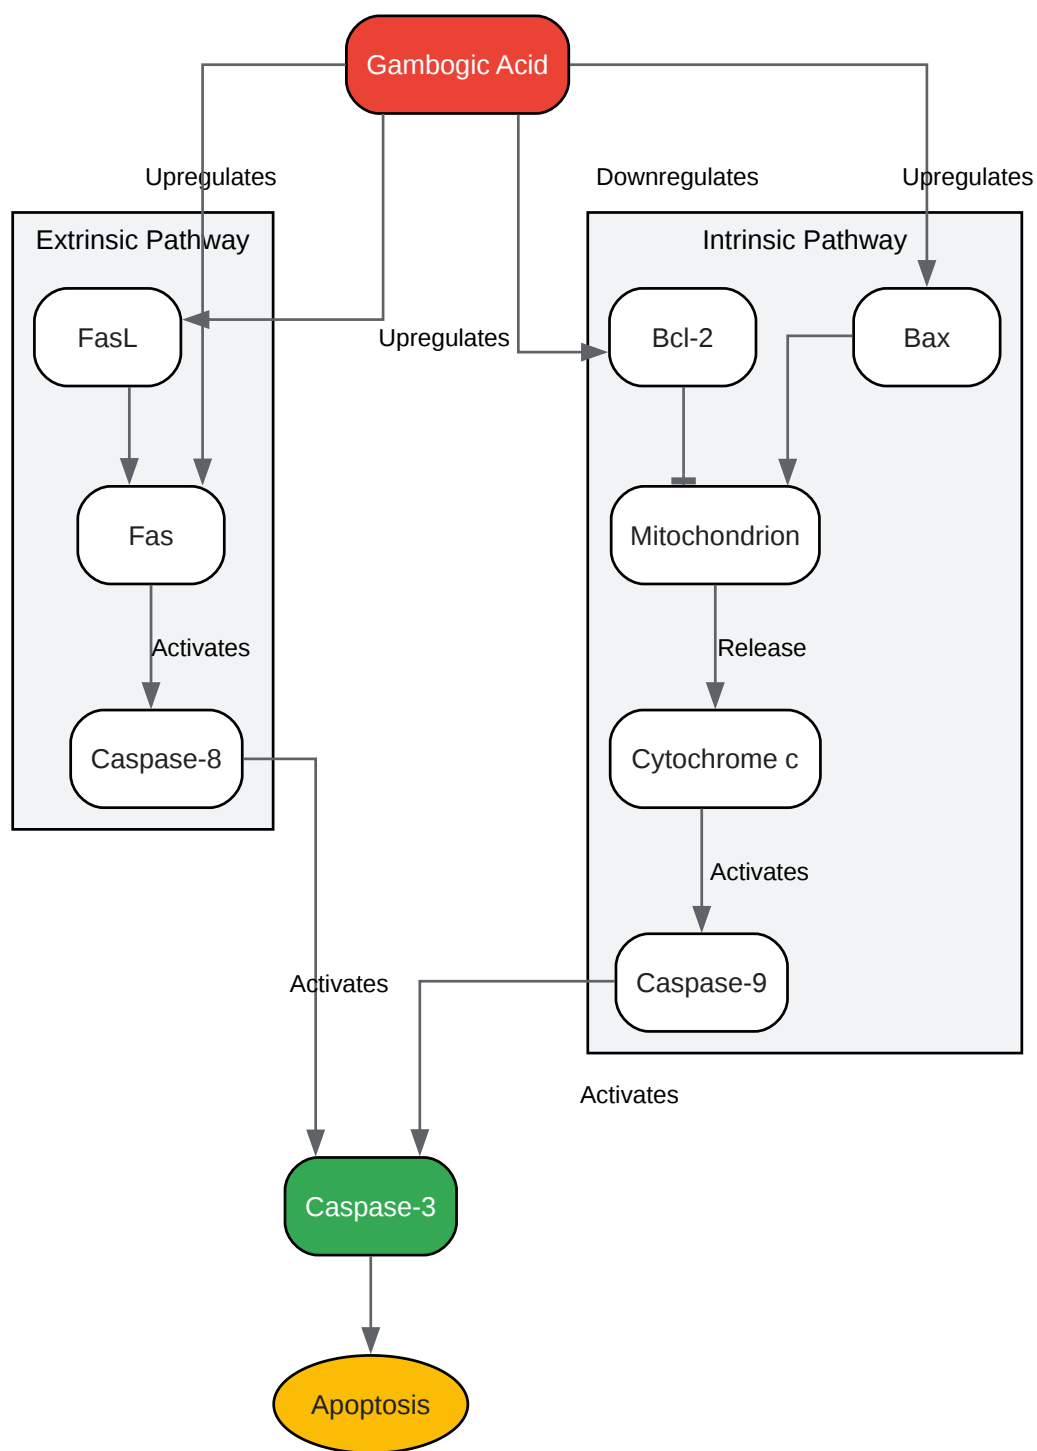 Gambogic Acid
Upregulates
Downregulates
Upregulates
Extrinsic Pathway
Intrinsic Pathway
FasL
Upregulates
Bcl-2
Bax
Fas
Mitochondrion
Activates
Release
Caspase-8
Cytochrome c
Activates
Caspase-9
Activates
Activates
Caspase-3
Apoptosis